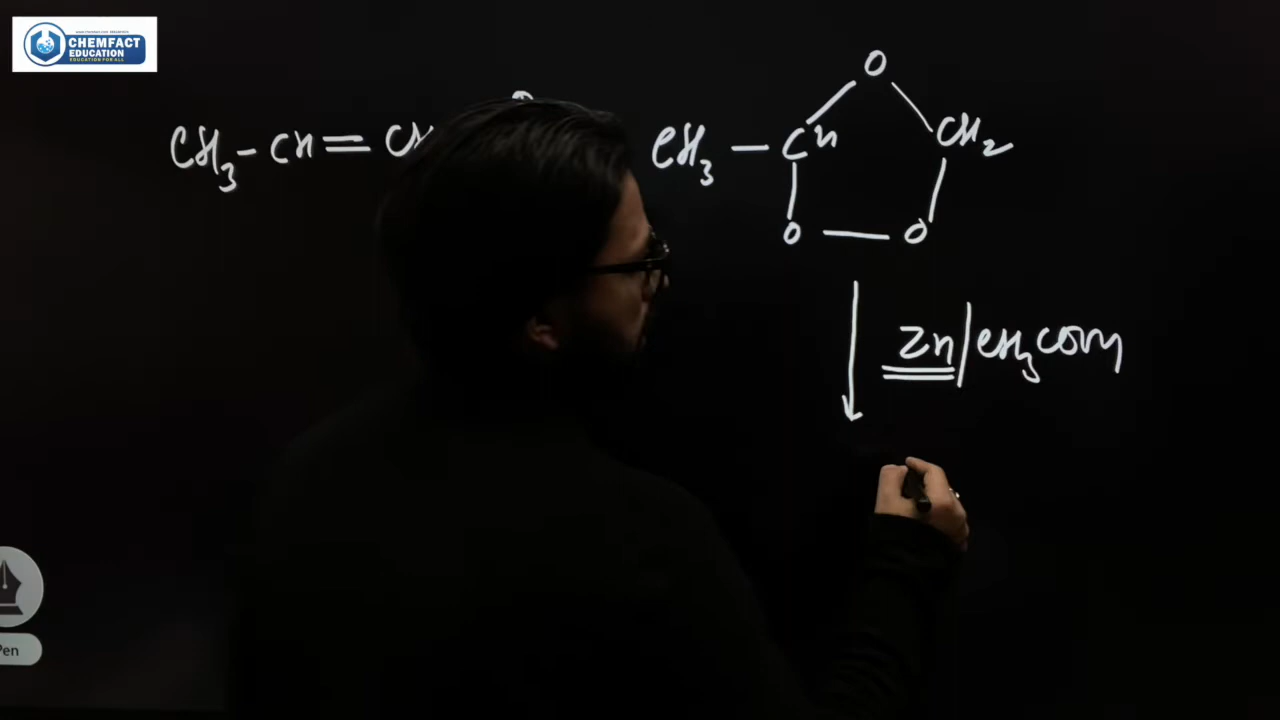 CHEMFACT
EDUCATION
EDUCATION FOR ALL
CH3-CH=CH
O
CH3-CH CH2
O-O
Zn|CH3COOH
Pen